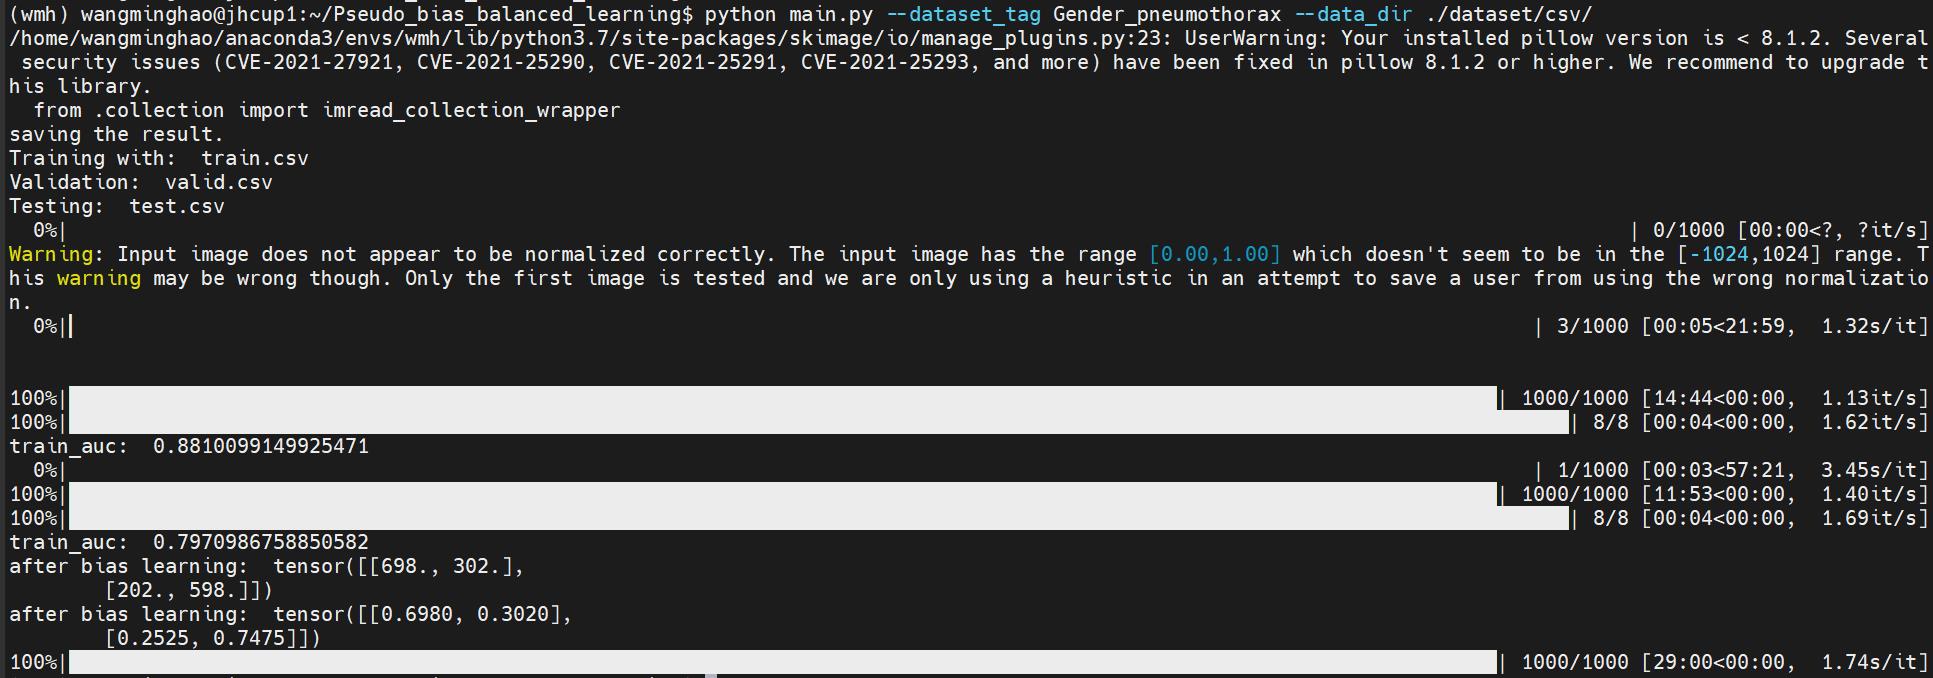 (wmh) wangminghao@jhcup1:~/Pseudo_bias_balanced_learning$ python main.py --dataset_tag Gender_pneumothorax --data_dir ./dataset/csv/
/home/wangminghao/anaconda3/envs/wmh/lib/python3.7/site-packages/skimage/io/manage_plugins.py:23: UserWarning: Your installed pillow version is < 8.1.2. Several
 security issues (CVE-2021-27921, CVE-2021-25290, CVE-2021-25291, CVE-2021-25293, and more) have been fixed in pillow 8.1.2 or higher. We recommend to upgrade t
his library.
  from .collection import imread_collection_wrapper
saving the result.
Training with:  train.csv
Validation:  valid.csv
Testing:  test.csv
  0%| | 0/1000 [00:00<?, ?it/s]
Warning: Input image does not appear to be normalized correctly. The input image has the range [0.00,1.00] which doesn't seem to be in the [-1024,1024] range. T
his warning may be wrong though. Only the first image is tested and we are only using a heuristic in an attempt to save a user from using the wrong normalizatio
n.
  0%| | 3/1000 [00:05<21:59,  1.32s/it]
100%| | 1000/1000 [14:44<00:00,  1.13it/s]
100%| | 8/8 [00:04<00:00,  1.62it/s]
train_auc:  0.8810099149925471
  0%| | 1/1000 [00:03<57:21,  3.45s/it]
100%| | 1000/1000 [11:53<00:00,  1.40it/s]
100%| | 8/8 [00:04<00:00,  1.69it/s]
train_auc:  0.7970986758850582
after bias learning:  tensor([[698., 302.],
        [202., 598.]])
after bias learning:  tensor([[0.6980, 0.3020],
        [0.2525, 0.7475]])
100%| | 1000/1000 [29:00<00:00,  1.74s/it]